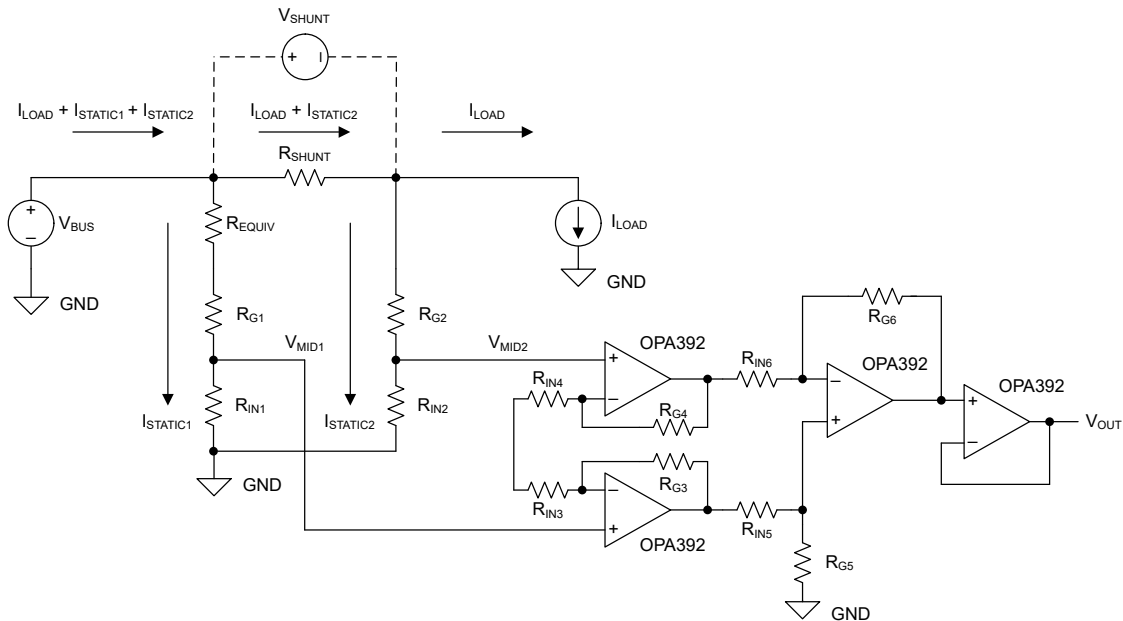 VSHUNT
+
−
ILOAD + ISTATIC1 + ISTATIC2
ILOAD + ISTATIC2
ILOAD
RSHUNT
+
−
VBUS
REQUIV
ILOAD
GND
GND
RG1
RG2
RG6
VMID1
VMID2
OPA392
RIN6
OPA392
OPA392
+
−
−
+
+
−
RIN4
RG4
RIN1
RIN2
ISTATIC1
ISTATIC2
VOUT
GND
RG3
RIN3
−
+
OPA392
RIN5
RG5
GND